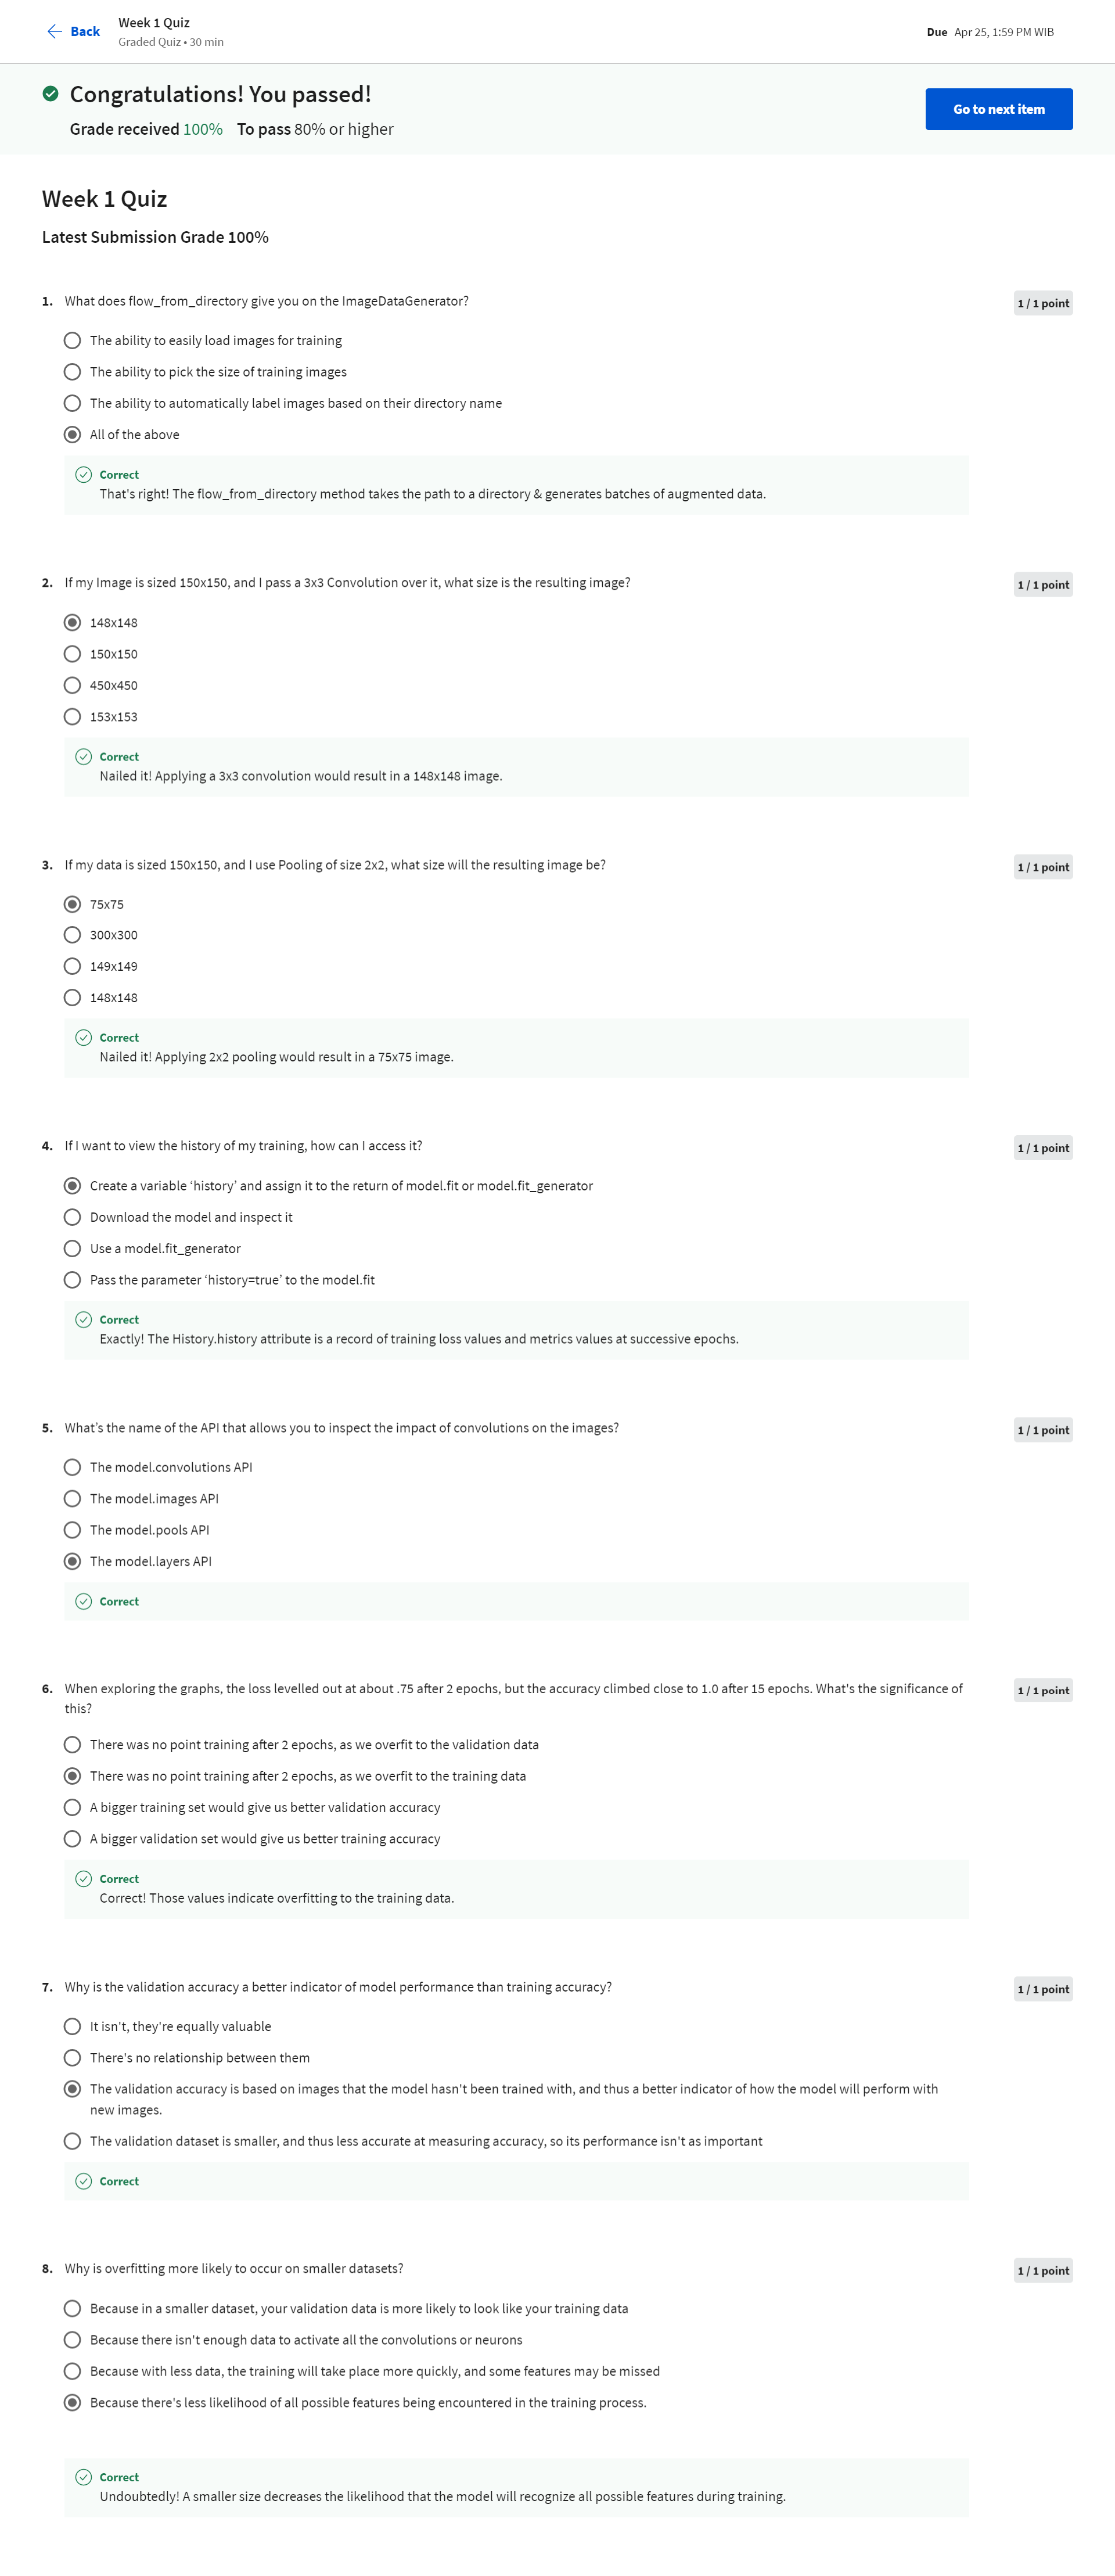 Back
Week 1 Quiz
Graded Quiz • 30 min
Due Apr 25, 1:59 PM WIB
Congratulations! You passed!
Grade received 100% To pass 80% or higher
Go to next item
Week 1 Quiz
Latest Submission Grade 100%
1. What does flow_from_directory give you on the ImageDataGenerator?
1 / 1 point
The ability to easily load images for training
The ability to pick the size of training images
The ability to automatically label images based on their directory name
All of the above
Correct
That's right! The flow_from_directory method takes the path to a directory & generates batches of augmented data.
2. If my Image is sized 150x150, and I pass a 3x3 Convolution over it, what size is the resulting image?
1 / 1 point
148x148
150x150
450x450
153x153
Correct
Nailed it! Applying a 3x3 convolution would result in a 148x148 image.
3. If my data is sized 150x150, and I use Pooling of size 2x2, what size will the resulting image be?
1 / 1 point
75x75
300x300
149x149
148x148
Correct
Nailed it! Applying 2x2 pooling would result in a 75x75 image.
4. If I want to view the history of my training, how can I access it?
1 / 1 point
Create a variable ‘history’ and assign it to the return of model.fit or model.fit_generator
Download the model and inspect it
Use a model.fit_generator
Pass the parameter ‘history=true’ to the model.fit
Correct
Exactly! The History.history attribute is a record of training loss values and metrics values at successive epochs.
5. What’s the name of the API that allows you to inspect the impact of convolutions on the images?
1 / 1 point
The model.convolutions API
The model.images API
The model.pools API
The model.layers API
Correct
6. When exploring the graphs, the loss levelled out at about .75 after 2 epochs, but the accuracy climbed close to 1.0 after 15 epochs. What's the significance of
this?
1 / 1 point
There was no point training after 2 epochs, as we overfit to the validation data
There was no point training after 2 epochs, as we overfit to the training data
A bigger training set would give us better validation accuracy
A bigger validation set would give us better training accuracy
Correct
Correct! Those values indicate overfitting to the training data.
7. Why is the validation accuracy a better indicator of model performance than training accuracy?
1 / 1 point
It isn't, they're equally valuable
There's no relationship between them
The validation accuracy is based on images that the model hasn't been trained with, and thus a better indicator of how the model will perform with
new images.
The validation dataset is smaller, and thus less accurate at measuring accuracy, so its performance isn't as important
Correct
8. Why is overfitting more likely to occur on smaller datasets?
1 / 1 point
Because in a smaller dataset, your validation data is more likely to look like your training data
Because there isn't enough data to activate all the convolutions or neurons
Because with less data, the training will take place more quickly, and some features may be missed
Because there's less likelihood of all possible features being encountered in the training process.
Correct
Undoubtedly! A smaller size decreases the likelihood that the model will recognize all possible features during training.